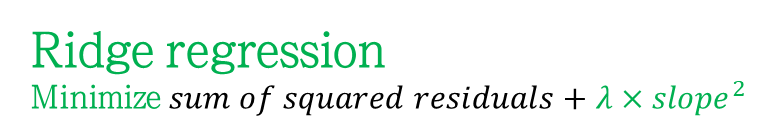 Ridge regression
Minimize sum of squared residuals + λ × slope²